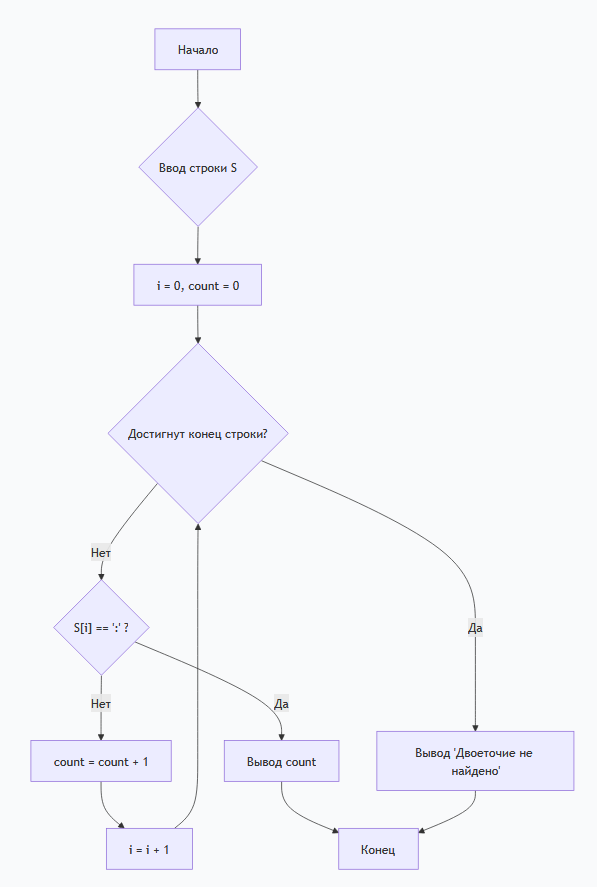 Начало
Ввод строки S
i = 0, count = 0
Достигнут конец строки?
Нет
Да
S[i] == ':' ?
Нет
Да
count = count + 1
Вывод count
Вывод 'Двоеточие не
найдено'
i = i + 1
Конец